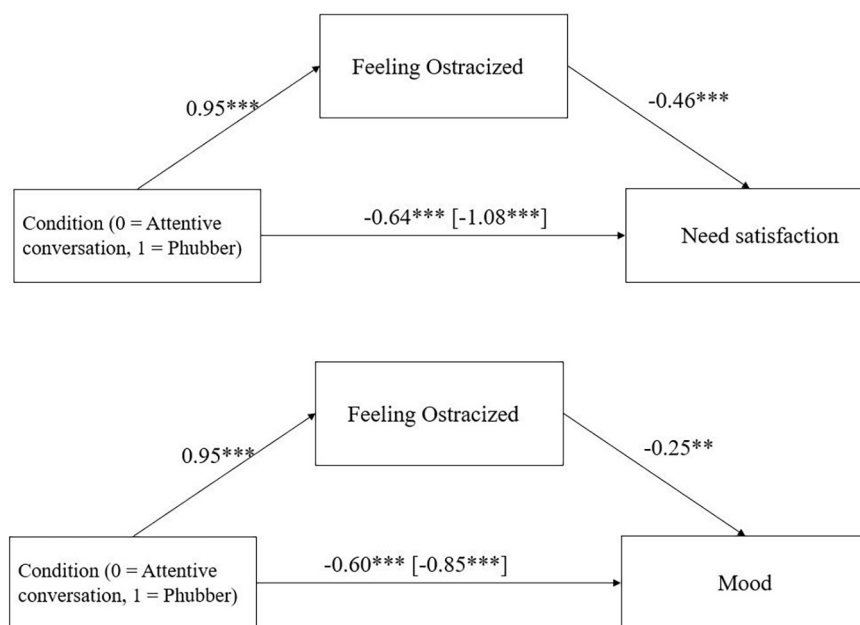 Feeling Ostracized
0.95***
-0.46***
Condition (0 = Attentive
conversation, 1 = Phubber)
-0.64*** [-1.08***]
Need satisfaction
Feeling Ostracized
0.95***
-0.25**
Condition (0 = Attentive
conversation, 1 = Phubber)
-0.60*** [-0.85***]
Mood